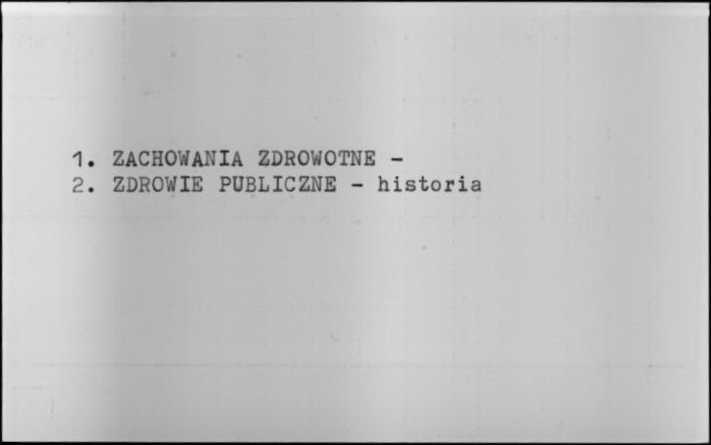 1. ZACHOWANIA ZDROWOTNE -
2. ZDROWIE PUBLICZNE - historia